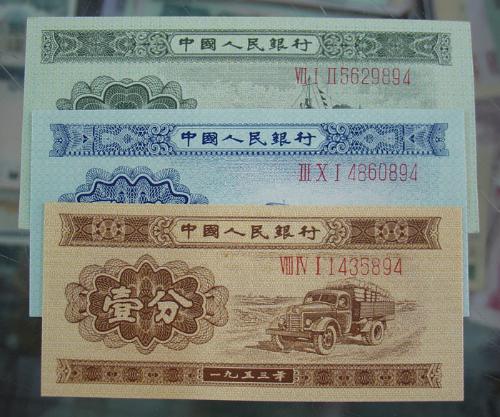 中國人民銀行
VII I II 5629894
中國人民銀行
III X I 4860894
中國人民銀行
VIII IV I 1435894
壹分
一九五三年